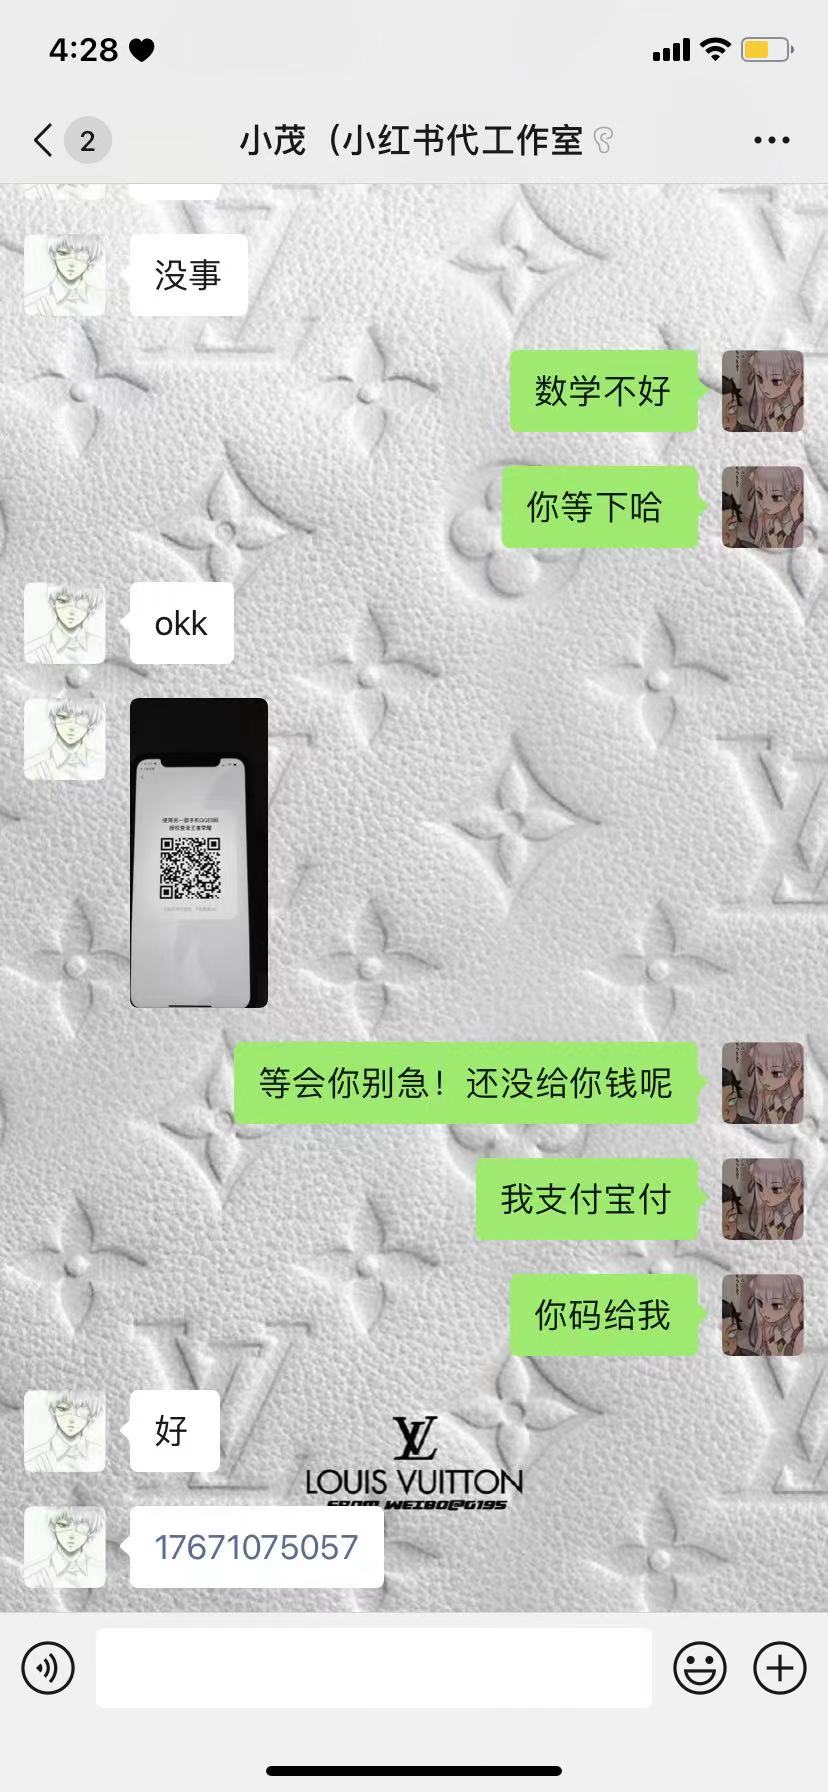 4:28
2
小茂（小红书代工作室
没事
数学不好
你等下哈
okk
使用另一部手机QQ扫码
授权登录王者荣耀
等会你别急！还没给你钱呢
我支付宝付
你码给我
好
LOUIS VUITTON
FROM WEIBO@G195
17671075057